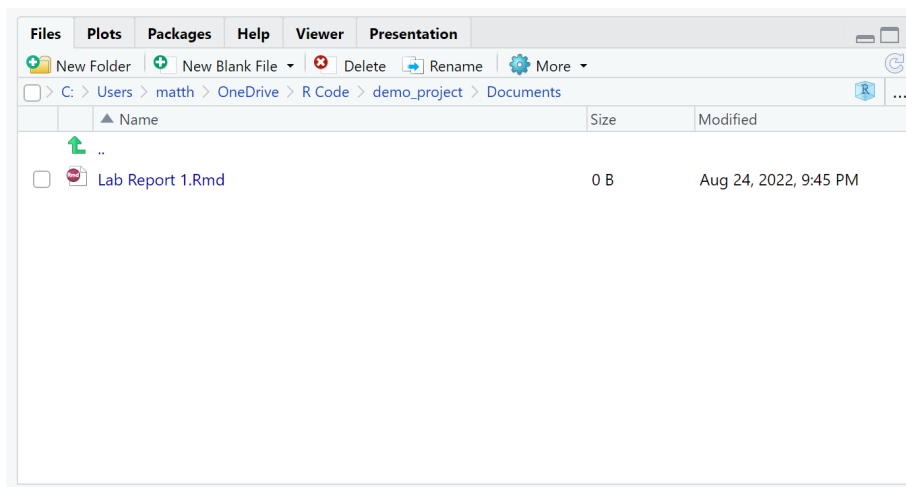 Files Plots Packages Help Viewer Presentation
New Folder New Blank File Delete Rename More
C: > Users > matth > OneDrive > R Code > demo_project > Documents R ...
Name Size Modified
..
Rmd Lab Report 1.Rmd 0 B Aug 24, 2022, 9:45 PM